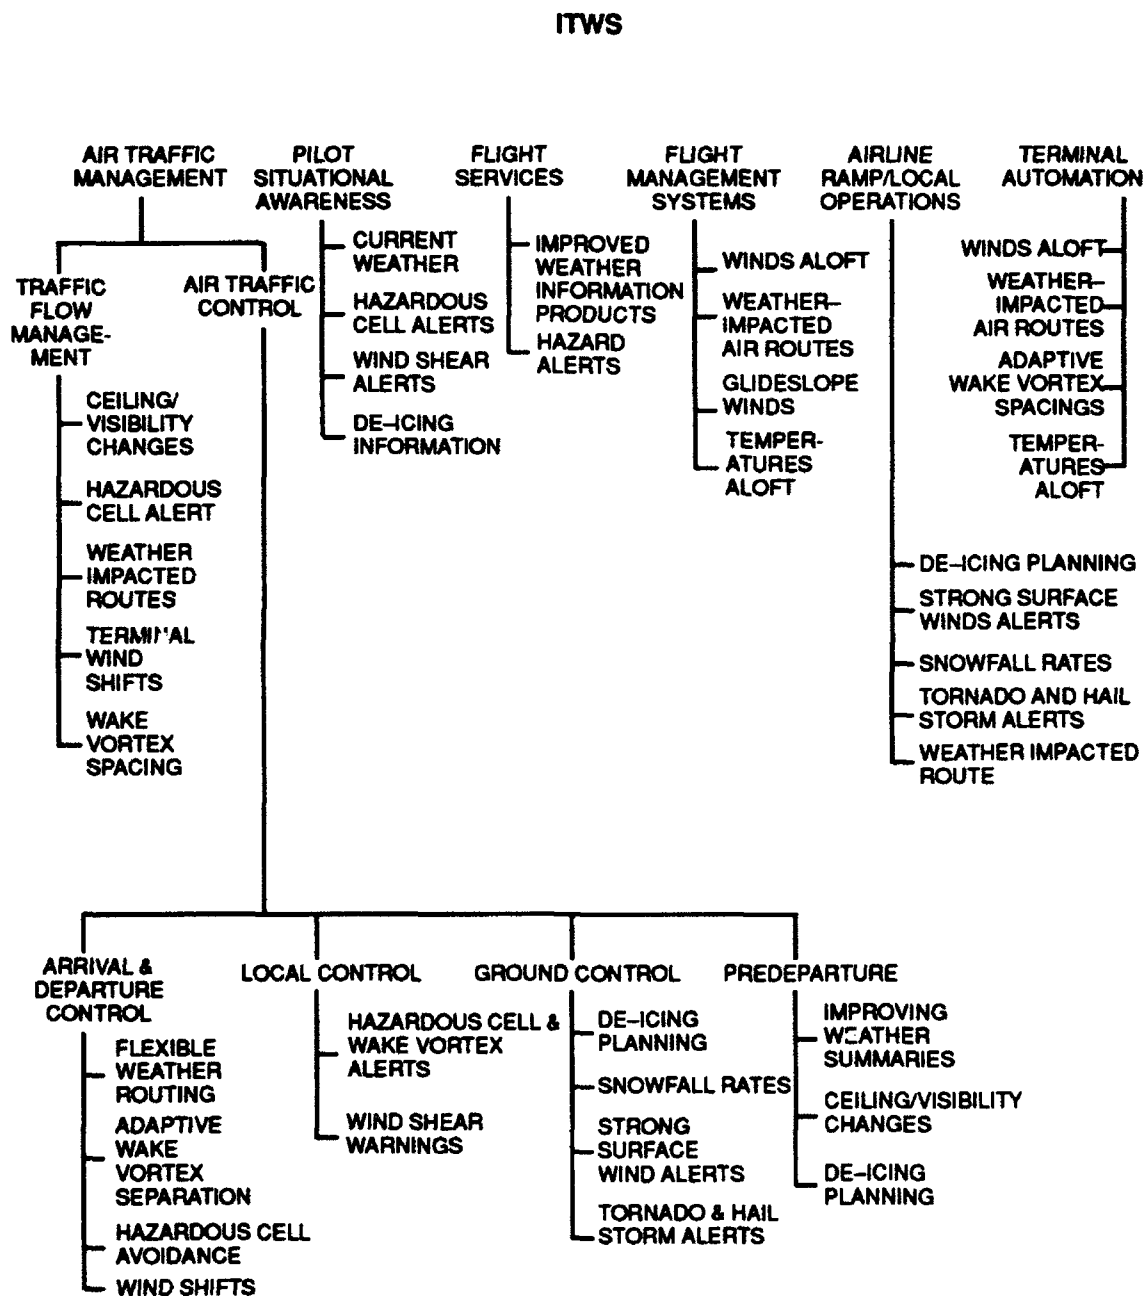 ITWS
AIR TRAFFIC
MANAGEMENT
PILOT
SITUATIONAL
AWARENESS
FLIGHT
SERVICES
FLIGHT
MANAGEMENT
SYSTEMS
AIRLINE
RAMP/LOCAL
OPERATIONS
TERMINAL
AUTOMATION
TRAFFIC
FLOW
MANAGE-
MENT
AIR TRAFFIC
CONTROL
CEILING/
VISIBILITY
CHANGES
HAZARDOUS
CELL ALERT
WEATHER
IMPACTED
ROUTES
TERMINAL
WIND
SHIFTS
WAKE
VORTEX
SPACING
CURRENT
WEATHER
HAZARDOUS
CELL ALERTS
WIND SHEAR
ALERTS
DE-ICING
INFORMATION
IMPROVED
WEATHER
INFORMATION
PRODUCTS
HAZARD
ALERTS
WINDS ALOFT
WEATHER-
IMPACTED
AIR ROUTES
GLIDESLOPE
WINDS
TEMPER-
ATURES
ALOFT
DE-ICING PLANNING
STRONG SURFACE
WINDS ALERTS
SNOWFALL RATES
TORNADO AND HAIL
STORM ALERTS
WEATHER IMPACTED
ROUTE
WINDS ALOFT
WEATHER-
IMPACTED
AIR ROUTES
ADAPTIVE
WAKE VORTEX
SPACINGS
TEMPER-
ATURES
ALOFT
ARRIVAL &
DEPARTURE
CONTROL
FLEXIBLE
WEATHER
ROUTING
ADAPTIVE
WAKE
VORTEX
SEPARATION
HAZARDOUS CELL
AVOIDANCE
WIND SHIFTS
LOCAL CONTROL
HAZARDOUS CELL &
WAKE VORTEX
ALERTS
WIND SHEAR
WARNINGS
GROUND CONTROL
DE-ICING
PLANNING
SNOWFALL RATES
STRONG
SURFACE
WIND ALERTS
TORNADO & HAIL
STORM ALERTS
PREDEPARTURE
IMPROVING
WEATHER
SUMMARIES
CEILING/VISIBILITY
CHANGES
DE-ICING
PLANNING